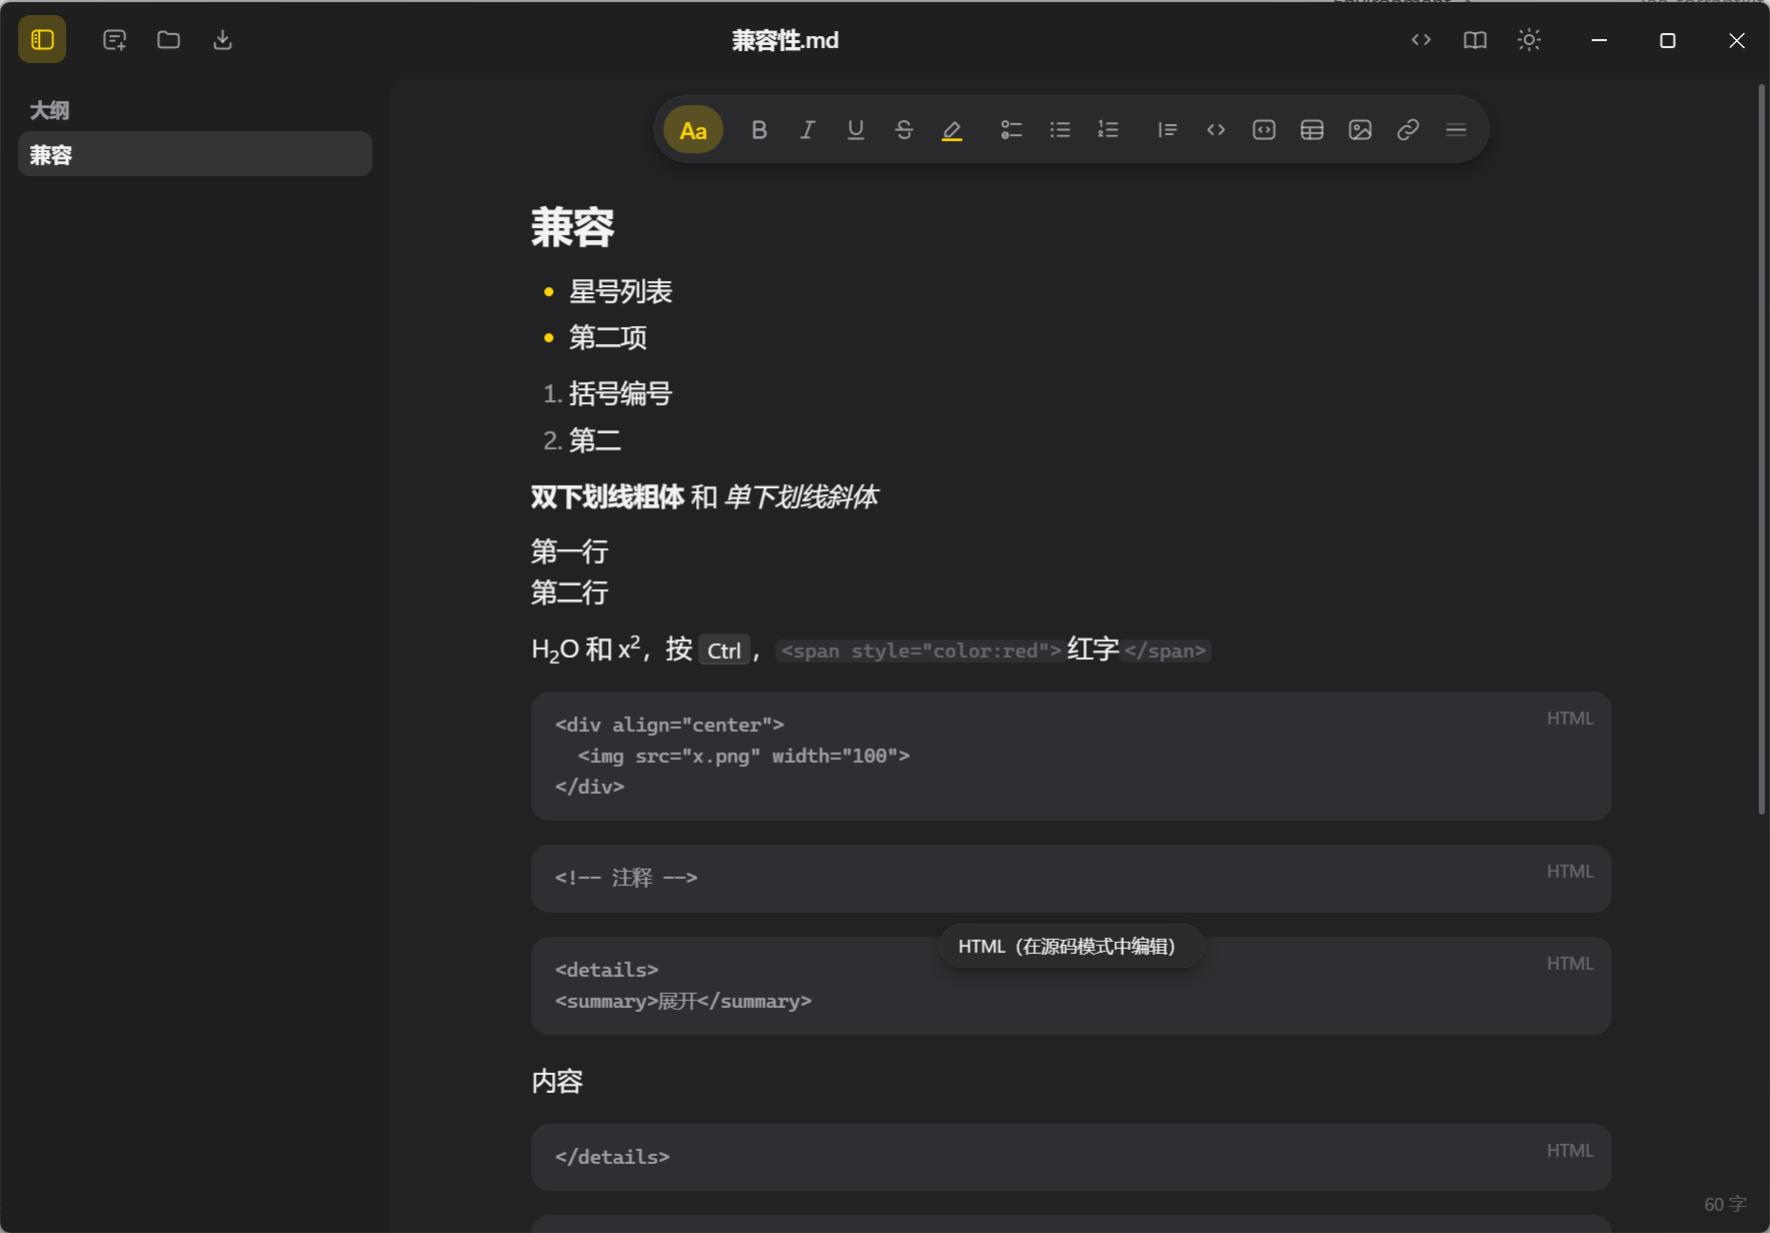 兼容性.md
大纲
兼容
Aa
兼容
• 星号列表
• 第二项
1. 括号编号
2. 第二
双下划线粗体 和 单下划线斜体
第一行
第二行
H₂O 和 x²，按 Ctrl，<span style="color:red">红字</span>
HTML
<div align="center">
  <img src="x.png" width="100">
</div>
HTML
<!-- 注释 -->
HTML（在源码模式中编辑）
HTML
<details>
<summary>展开</summary>
内容
HTML
</details>
60 字